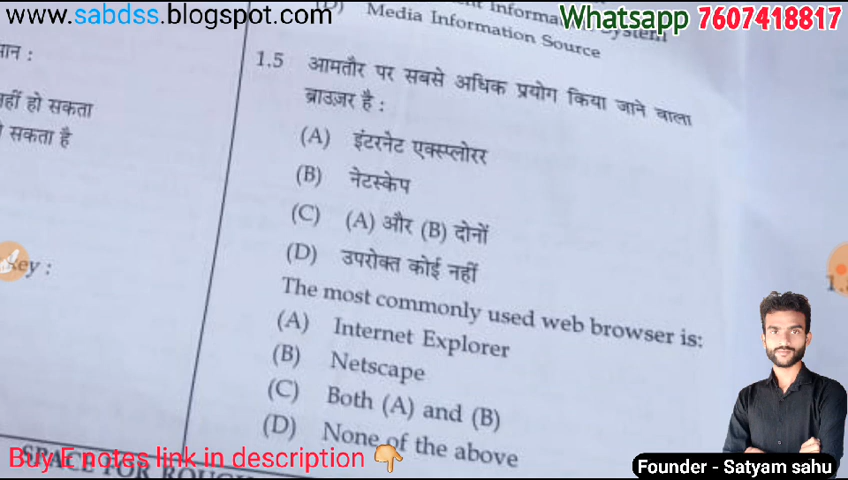 www.sabdss.blogspot.com
Whatsapp 7607418817
Media Information Source
1.5 आमतौर पर सबसे अधिक प्रयोग किया जाने वाला
ब्राउज़र है :
(A) इंटरनेट एक्स्प्लोरर
(B) नेटस्केप
(C) (A) और (B) दोनों
(D) उपरोक्त कोई नहीं
The most commonly used web browser is:
(A) Internet Explorer
(B) Netscape
(C) Both (A) and (B)
(D) None of the above
हो सकता
सकता है
SPACE FOR
Buy E notes link in description 👇
Founder - Satyam sahu